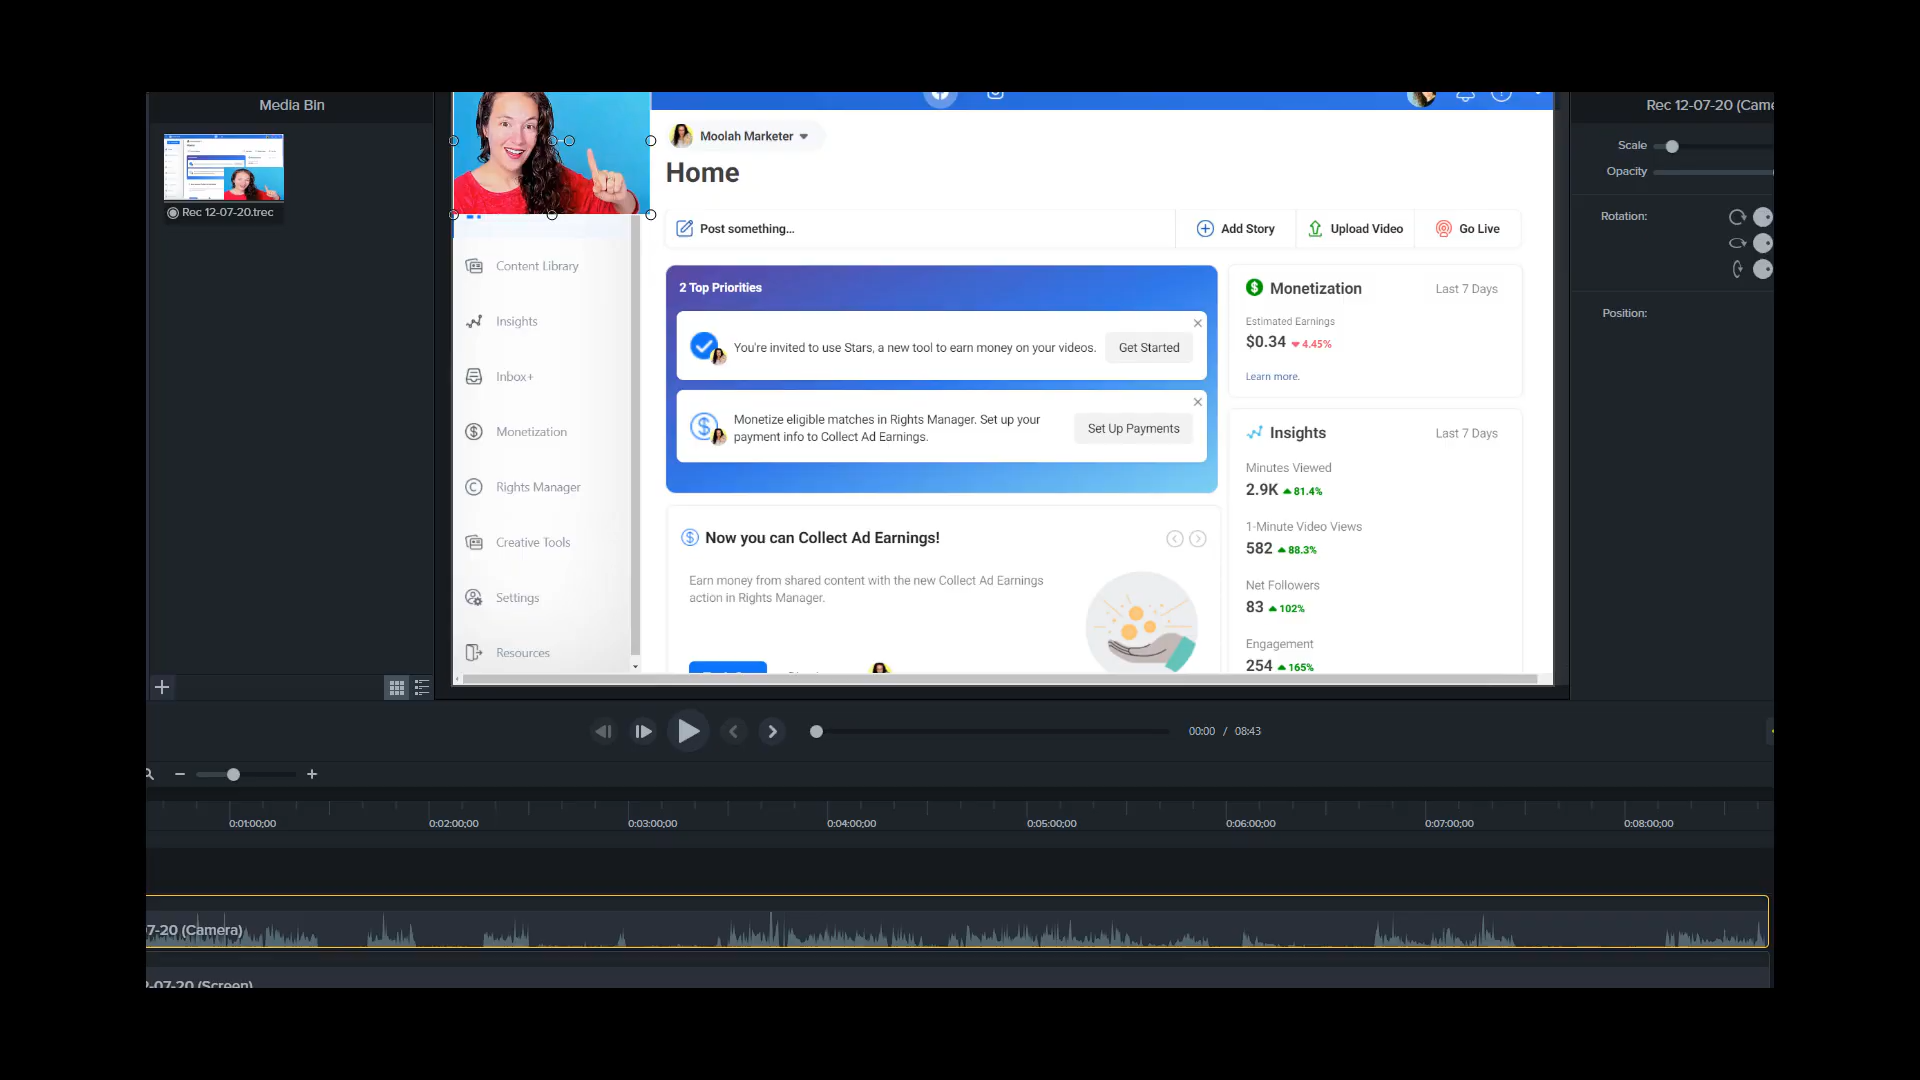 Media Bin
Rec 12-07-20 (Came
Rec 12-07-20.trec
Moolah Marketer
Home
Post something...
Add Story
Upload Video
Go Live
Content Library
Insights
Inbox+
Monetization
Rights Manager
Creative Tools
Settings
Resources
2 Top Priorities
You're invited to use Stars, a new tool to earn money on your videos.
Get Started
Monetize eligible matches in Rights Manager. Set up your
payment info to Collect Ad Earnings.
Set Up Payments
Now you can Collect Ad Earnings!
Earn money from shared content with the new Collect Ad Earnings
action in Rights Manager.
Monetization
Last 7 Days
Estimated Earnings
$0.34 4.45%
Learn more.
Insights
Last 7 Days
Minutes Viewed
2.9K 81.4%
1-Minute Video Views
582 88.3%
Net Followers
83 102%
Engagement
254 165%
Scale
Opacity
Rotation:
Position:
00:00 / 08:43
0:01:00;00
0:02:00;00
0:03:00;00
0:04:00;00
0:05:00;00
0:06:00;00
0:07:00;00
0:08:00;00
7-20 (Camera)
2-07-20 (Screen)